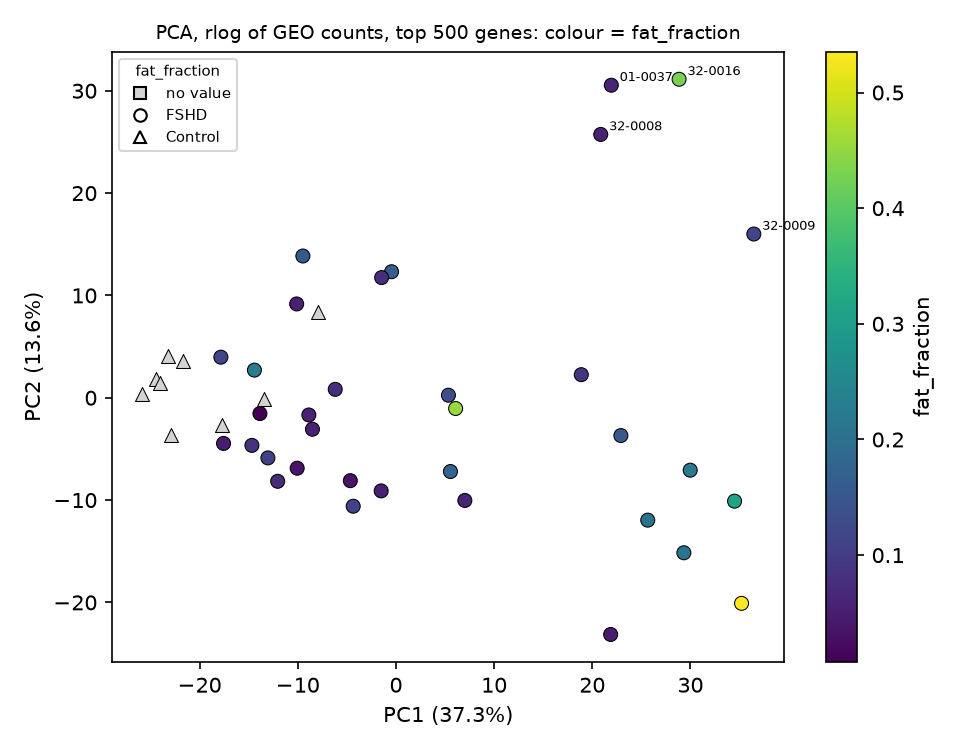 PCA, rlog of GEO counts, top 500 genes: colour = fat_fraction
fat_fraction
no value
FSHD
Control
01-0037
32-0016
32-0008
32-0009
30
20
10
0
−10
−20
PC2 (13.6%)
−20
−10
0
10
20
30
PC1 (37.3%)
0.5
0.4
0.3
0.2
0.1
fat_fraction